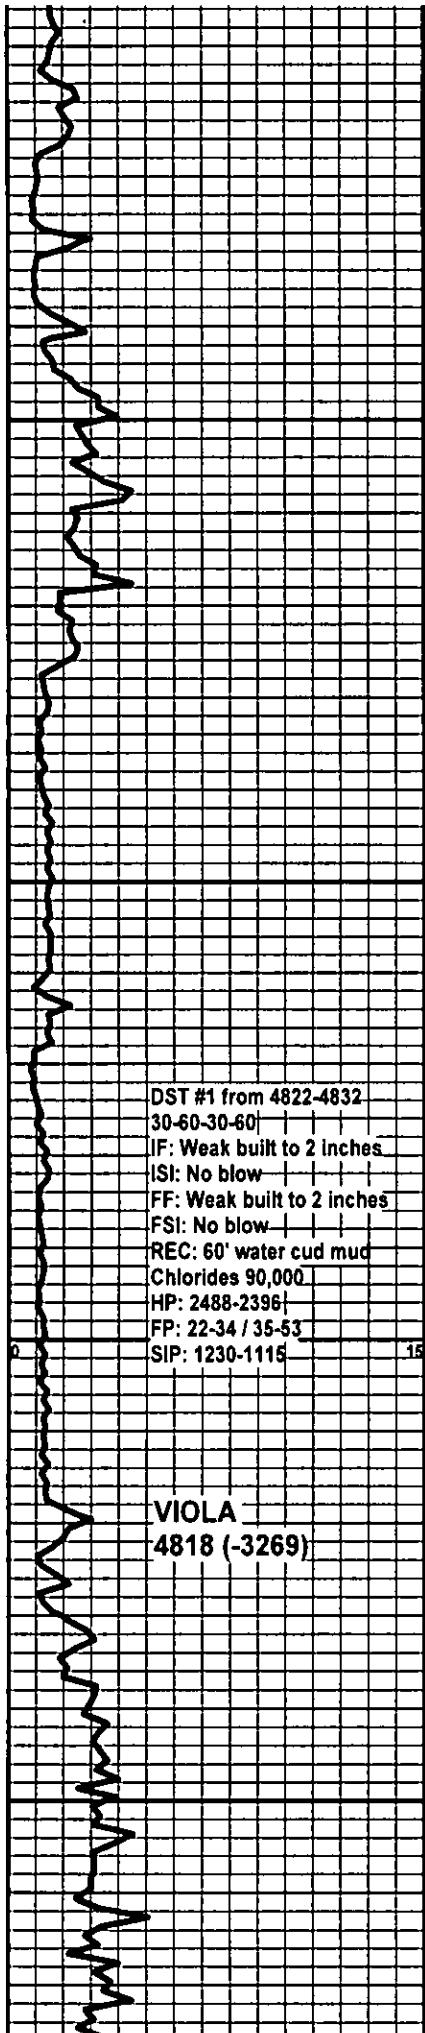 DST #1 from 4822-4832
30-60-30-60
IF: Weak built to 2 inches
ISI: No blow
FF: Weak built to 2 inches
FSI: No blow
REC: 60' water cud mud
Chlorides 90,000
HP: 2488-2396
FP: 22-34 / 35-53
0 SIP: 1230-1115 15
VIOLA
4818 (-3269)